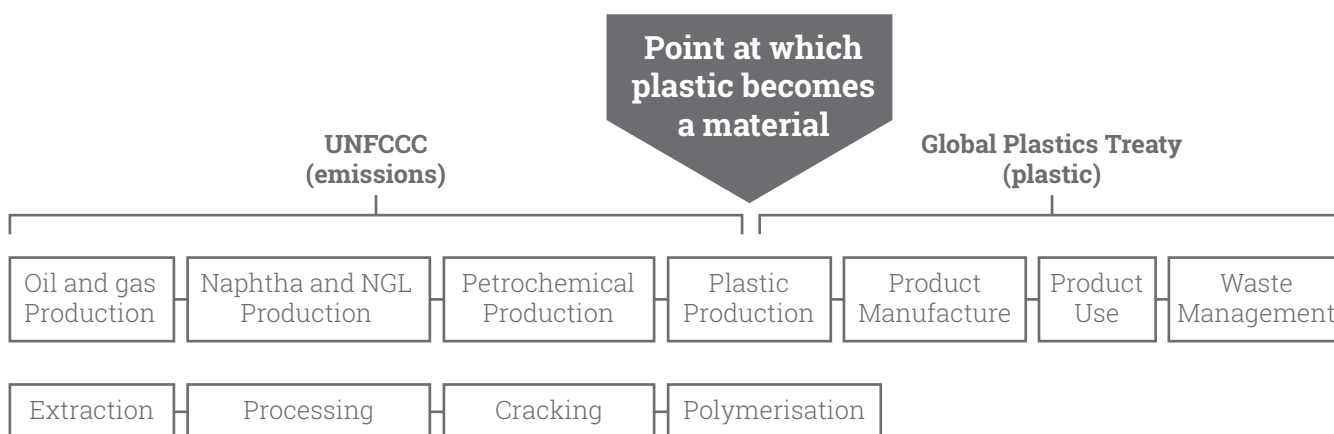 Point at which
plastic becomes
a material
UNFCCC
(emissions)
Global Plastics Treaty
(plastic)
Oil and gas
Production
Naphtha and NGL
Production
Petrochemical
Production
Plastic
Production
Product
Manufacture
Product
Use
Waste
Management
Extraction
Processing
Cracking
Polymerisation